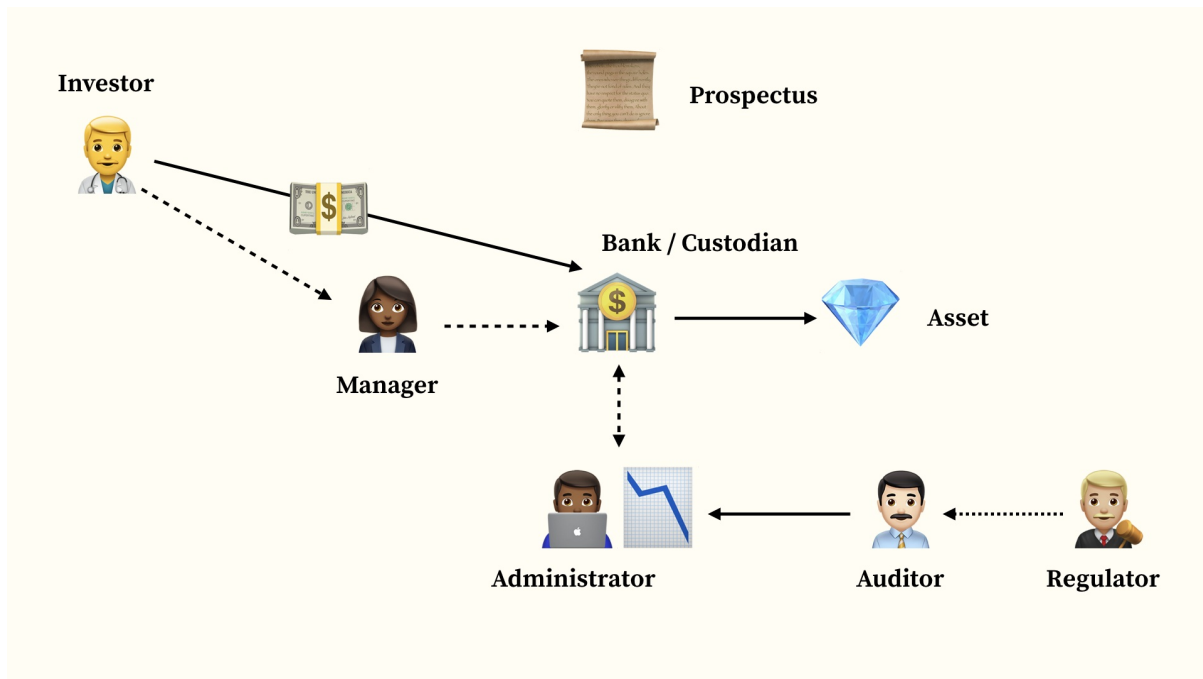 Investor
Prospectus
$
Bank / Custodian
$
Asset
Manager
Administrator
Auditor
Regulator